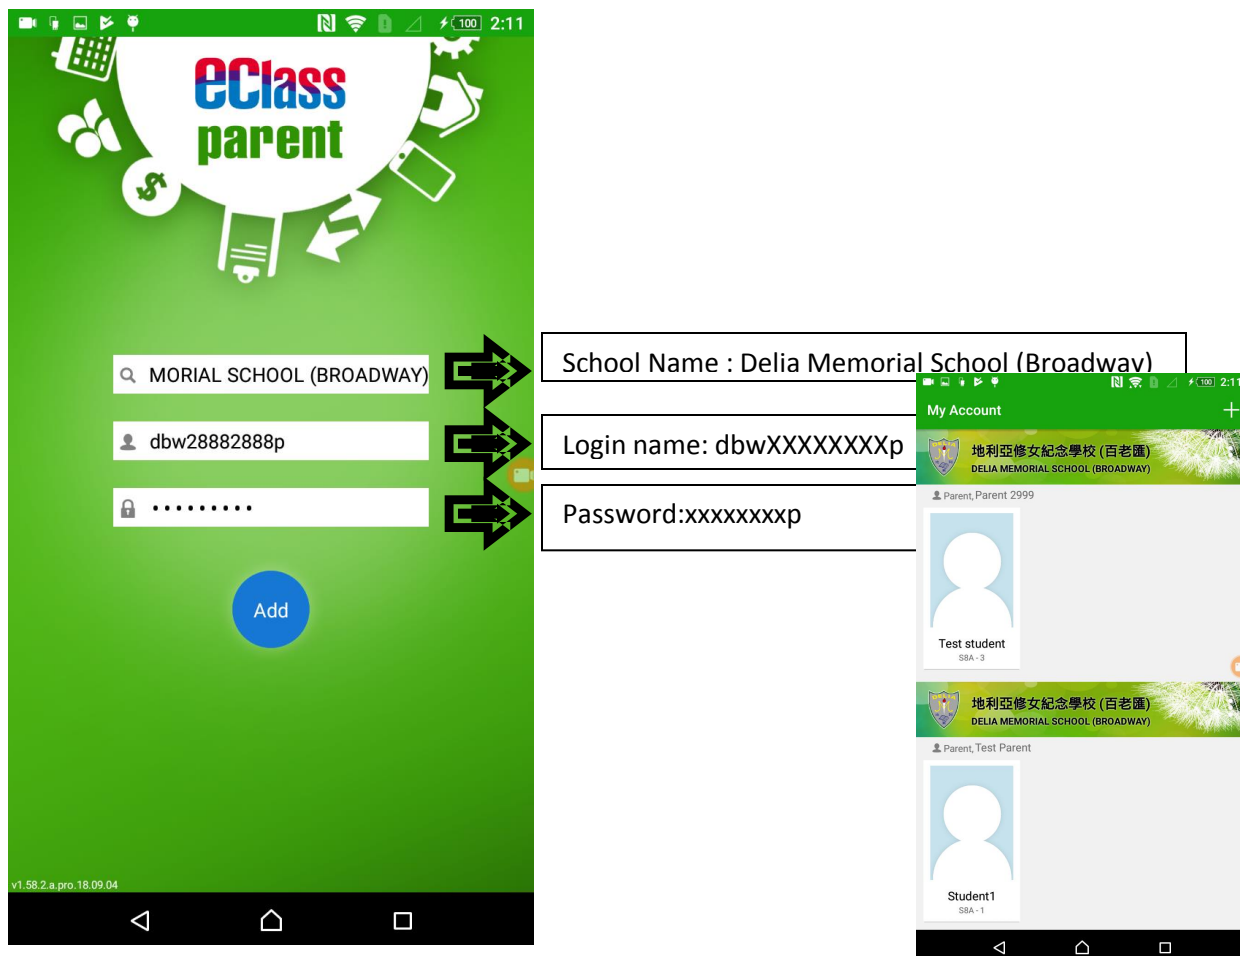 2:11
100
eClass
parent
MORIAL SCHOOL (BROADWAY)
dbw28882888p
•••••••••
Add
v1.58.2.a.pro.18.09.04
School Name : Delia Memorial School (Broadway)
Login name: dbwXXXXXXXXp
Password:xxxxxxxxp
100 2:11
My Account
地利亞修女紀念學校 (百老匯)
DELIA MEMORIAL SCHOOL (BROADWAY)
Parent, Parent 2999
Test student
S8A - 3
地利亞修女紀念學校 (百老匯)
DELIA MEMORIAL SCHOOL (BROADWAY)
Parent, Test Parent
Student1
S8A - 1